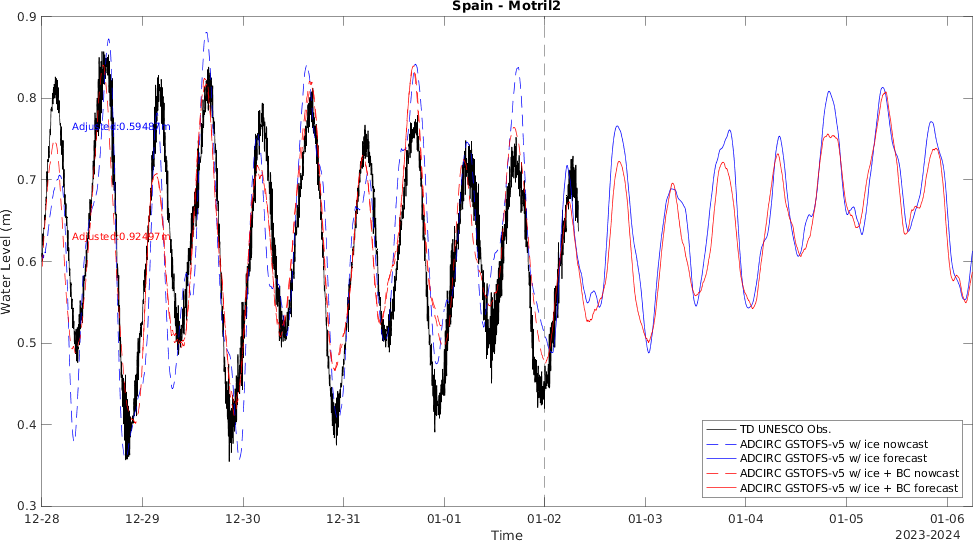 Spain - Motril2
0.9
0.8
0.7
0.6
0.5
0.4
0.3
Water Level (m)
Adjusted:0.59487m
Adjusted:0.92497m
TD UNESCO Obs.
ADCIRC GSTOFS-v5 w/ ice nowcast
ADCIRC GSTOFS-v5 w/ ice forecast
ADCIRC GSTOFS-v5 w/ ice + BC nowcast
ADCIRC GSTOFS-v5 w/ ice + BC forecast
12-28 12-29 12-30 12-31 01-01 01-02 01-03 01-04 01-05 01-06
Time
2023-2024